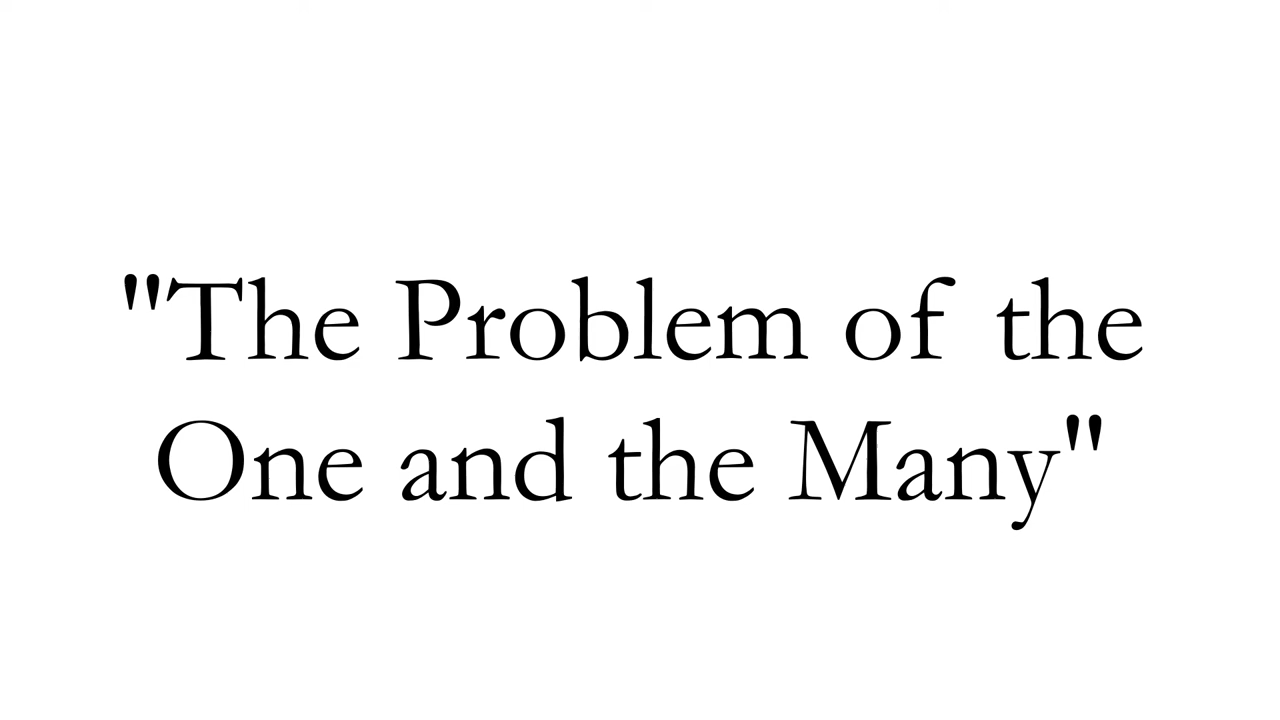 "The Problem of the
One and the Many"